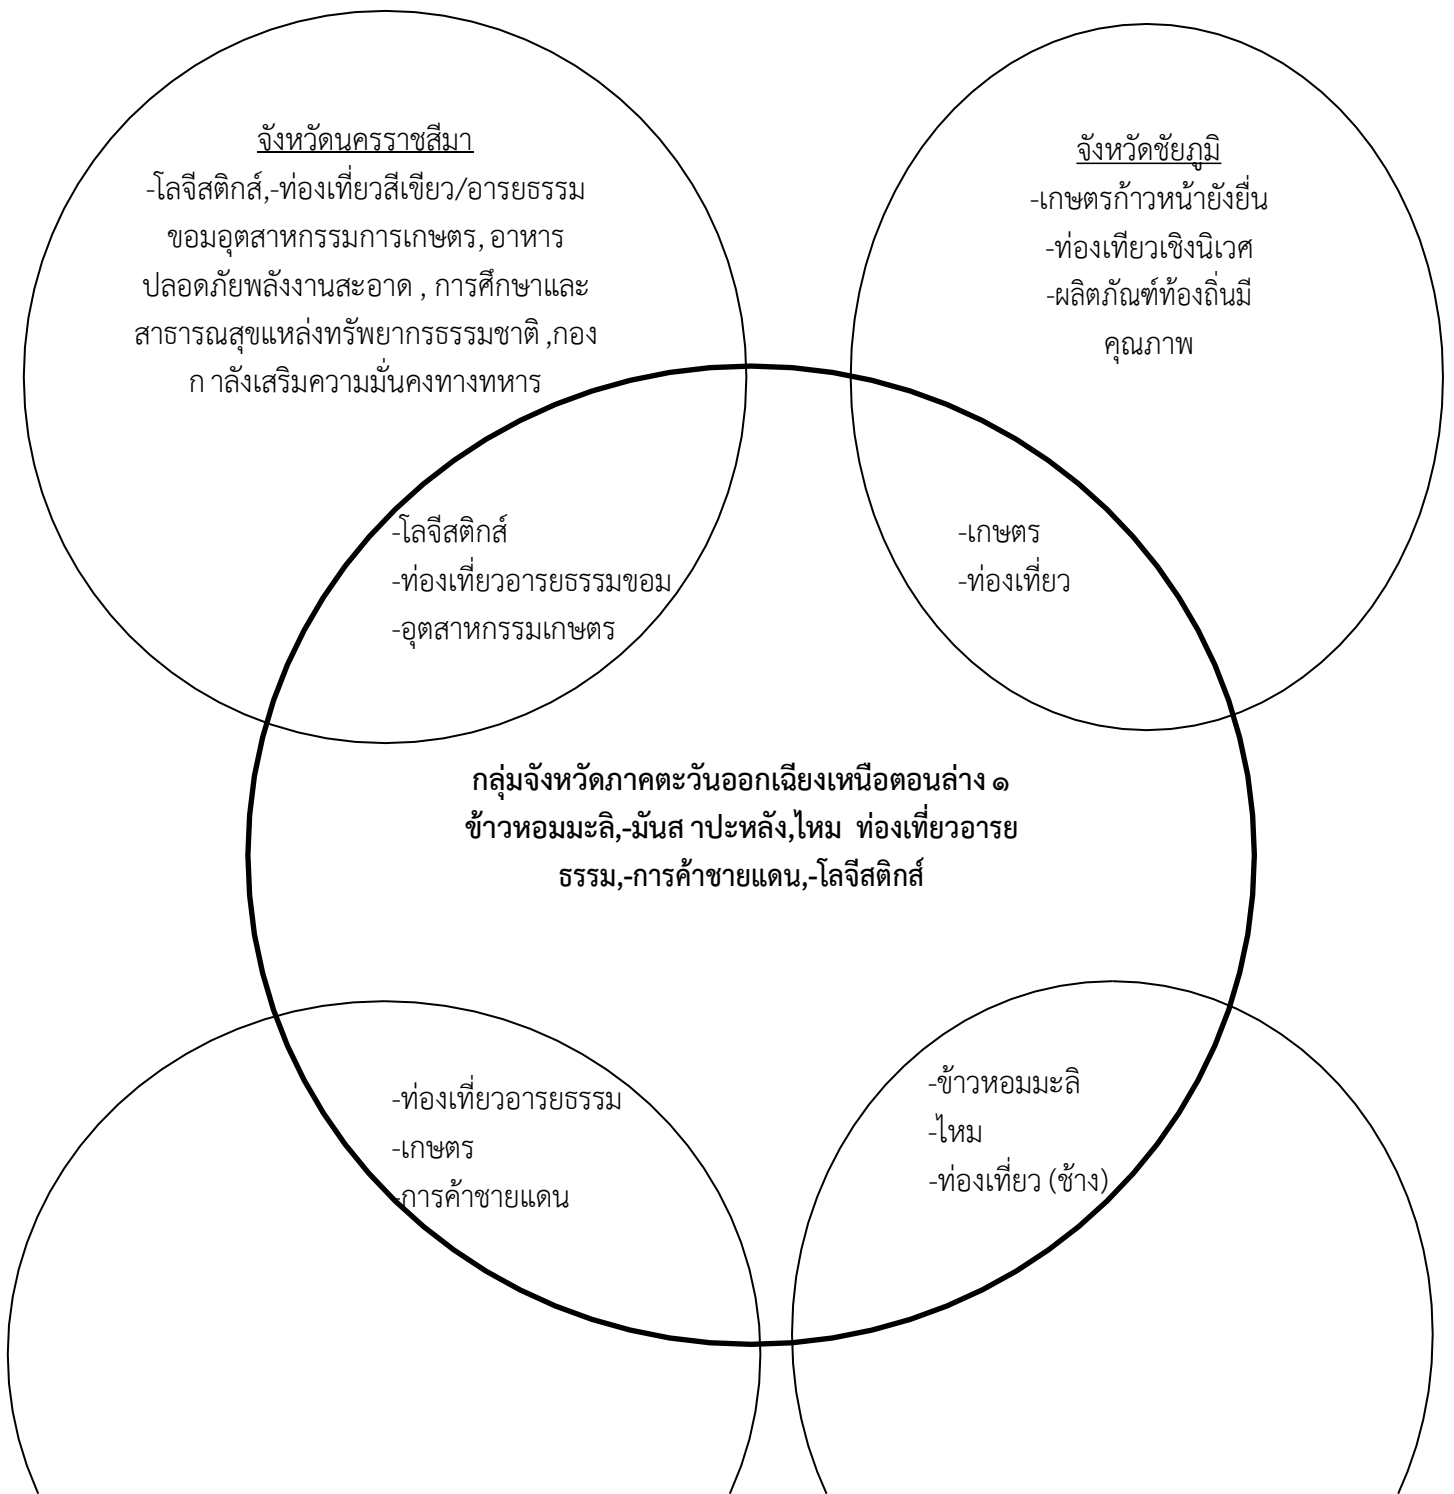 จังหวัดนครราชสีมา
-โลจีสติกส์,-ท่องเที่ยวสีเขียว/อารยธรรม
ขอมอุตสาหกรรมการเกษตร, อาหาร
ปลอดภัยพลังงานสะอาด , การศึกษาและ
สาธารณสุขแหล่งทรัพยากรธรรมชาติ ,กอง
ก าลังเสริมความมั่นคงทางทหาร
จังหวัดชัยภูมิ
-เกษตรก้าวหน้ายังยื่น
-ท่องเทียวเชิงนิเวศ
-ผลิตภัณฑ์ท้องถิ่นมี
คุณภาพ
-โลจีสติกส์
-ท่องเที่ยวอารยธรรมขอม
-อุตสาหกรรมเกษตร
-เกษตร
-ท่องเที่ยว
กลุ่มจังหวัดภาคตะวันออกเฉียงเหนือตอนล่าง ๑
ข้าวหอมมะลิ,-มันส าปะหลัง,ไหม ท่องเที่ยวอารย
ธรรม,-การค้าชายแดน,-โลจีสติกส์
-ท่องเที่ยวอารยธรรม
-เกษตร
-การค้าชายแดน
-ข้าวหอมมะลิ
-ไหม
-ท่องเที่ยว (ช้าง)